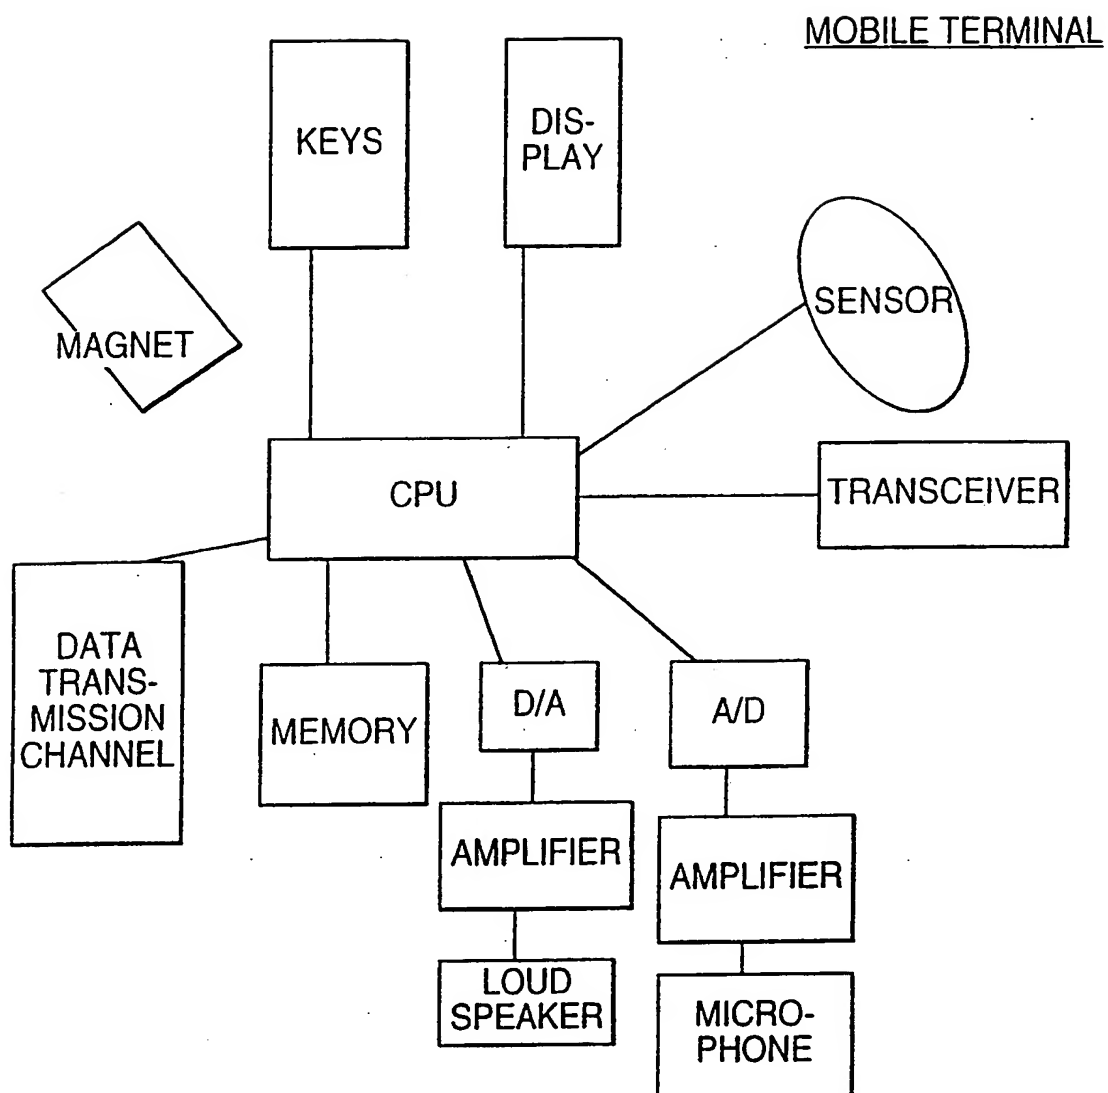 MOBILE TERMINAL
KEYS
DIS-
PLAY
SENSOR
MAGNET
CPU
TRANSCEIVER
DATA
TRANS-
MISSION
CHANNEL
MEMORY
D/A
A/D
AMPLIFIER
AMPLIFIER
LOUD
SPEAKER
MICRO-
PHONE